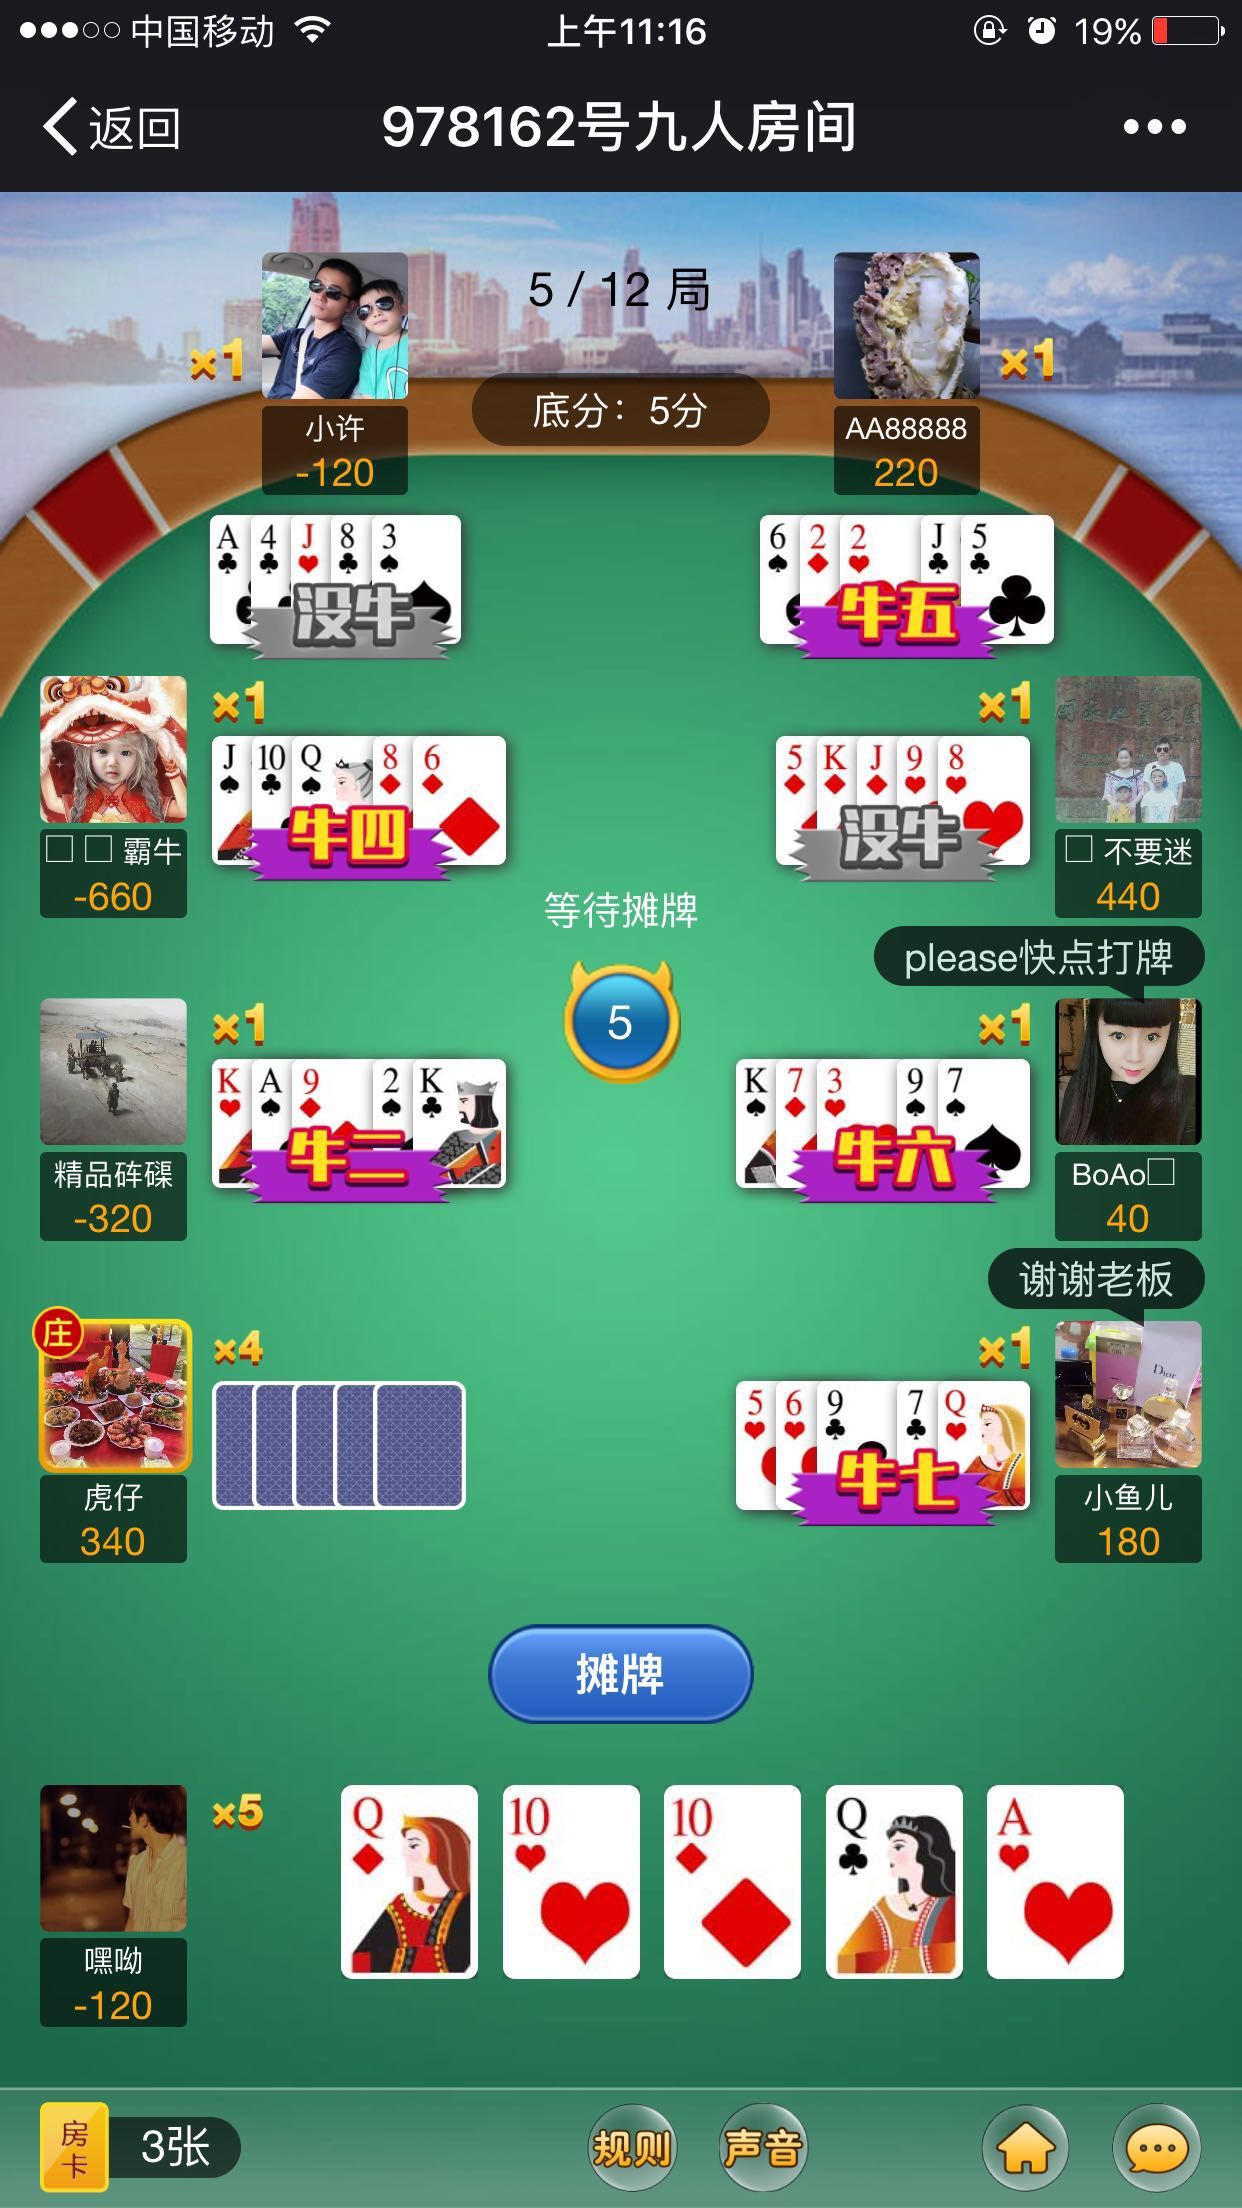 中国移动 上午11:16 19%
返回 978162号九人房间
5 / 12 局
底分：5分
×1 小许 -120
×1 AA88888 220
A 4 J 8 3 没牛
6 2 2 J 5 牛五
×1 ×1
J 10 Q 8 6 牛四
5 K J 9 8 没牛
霸牛 -660
不要迷 440
等待摊牌
please快点打牌
×1 5 ×1
K A 9 2 K 牛二
K 7 3 9 7 牛六
精品砗磲 -320
BoAo 40
谢谢老板
庄 ×4 ×1
5 6 9 7 Q 牛七
Dior
虎仔 340
小鱼儿 180
摊牌
×5
Q 10 10 Q A
嘿呦
-120
房卡 3张 规则 声音